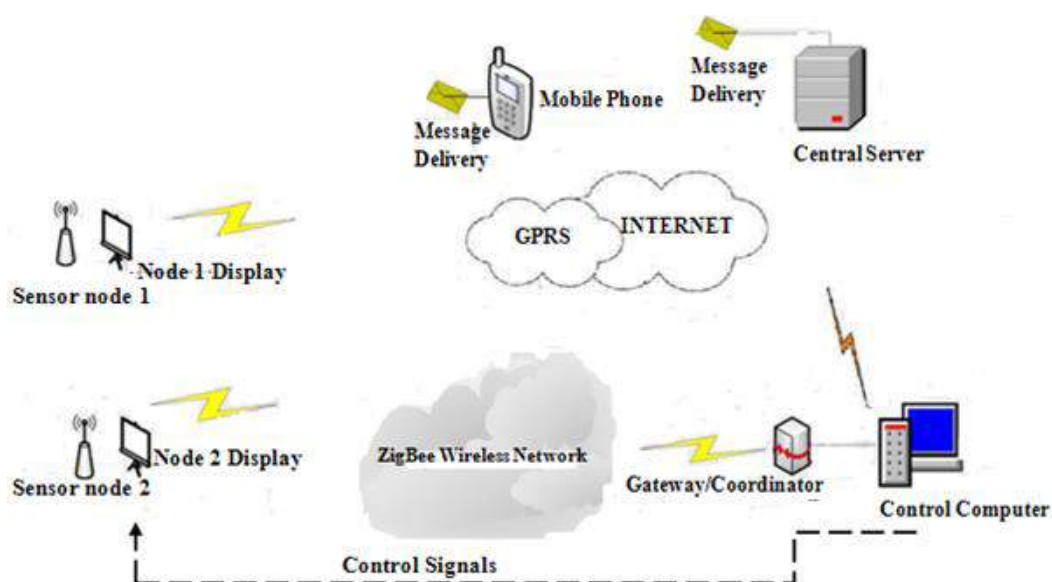 Message
Delivery
Mobile Phone
Message
Delivery
Central Server
GPRS
INTERNET
Node 1 Display
Sensor node 1
ZigBee Wireless Network
Node 2 Display
Sensor node 2
Gateway/Coordinator
Control Computer
Control Signals